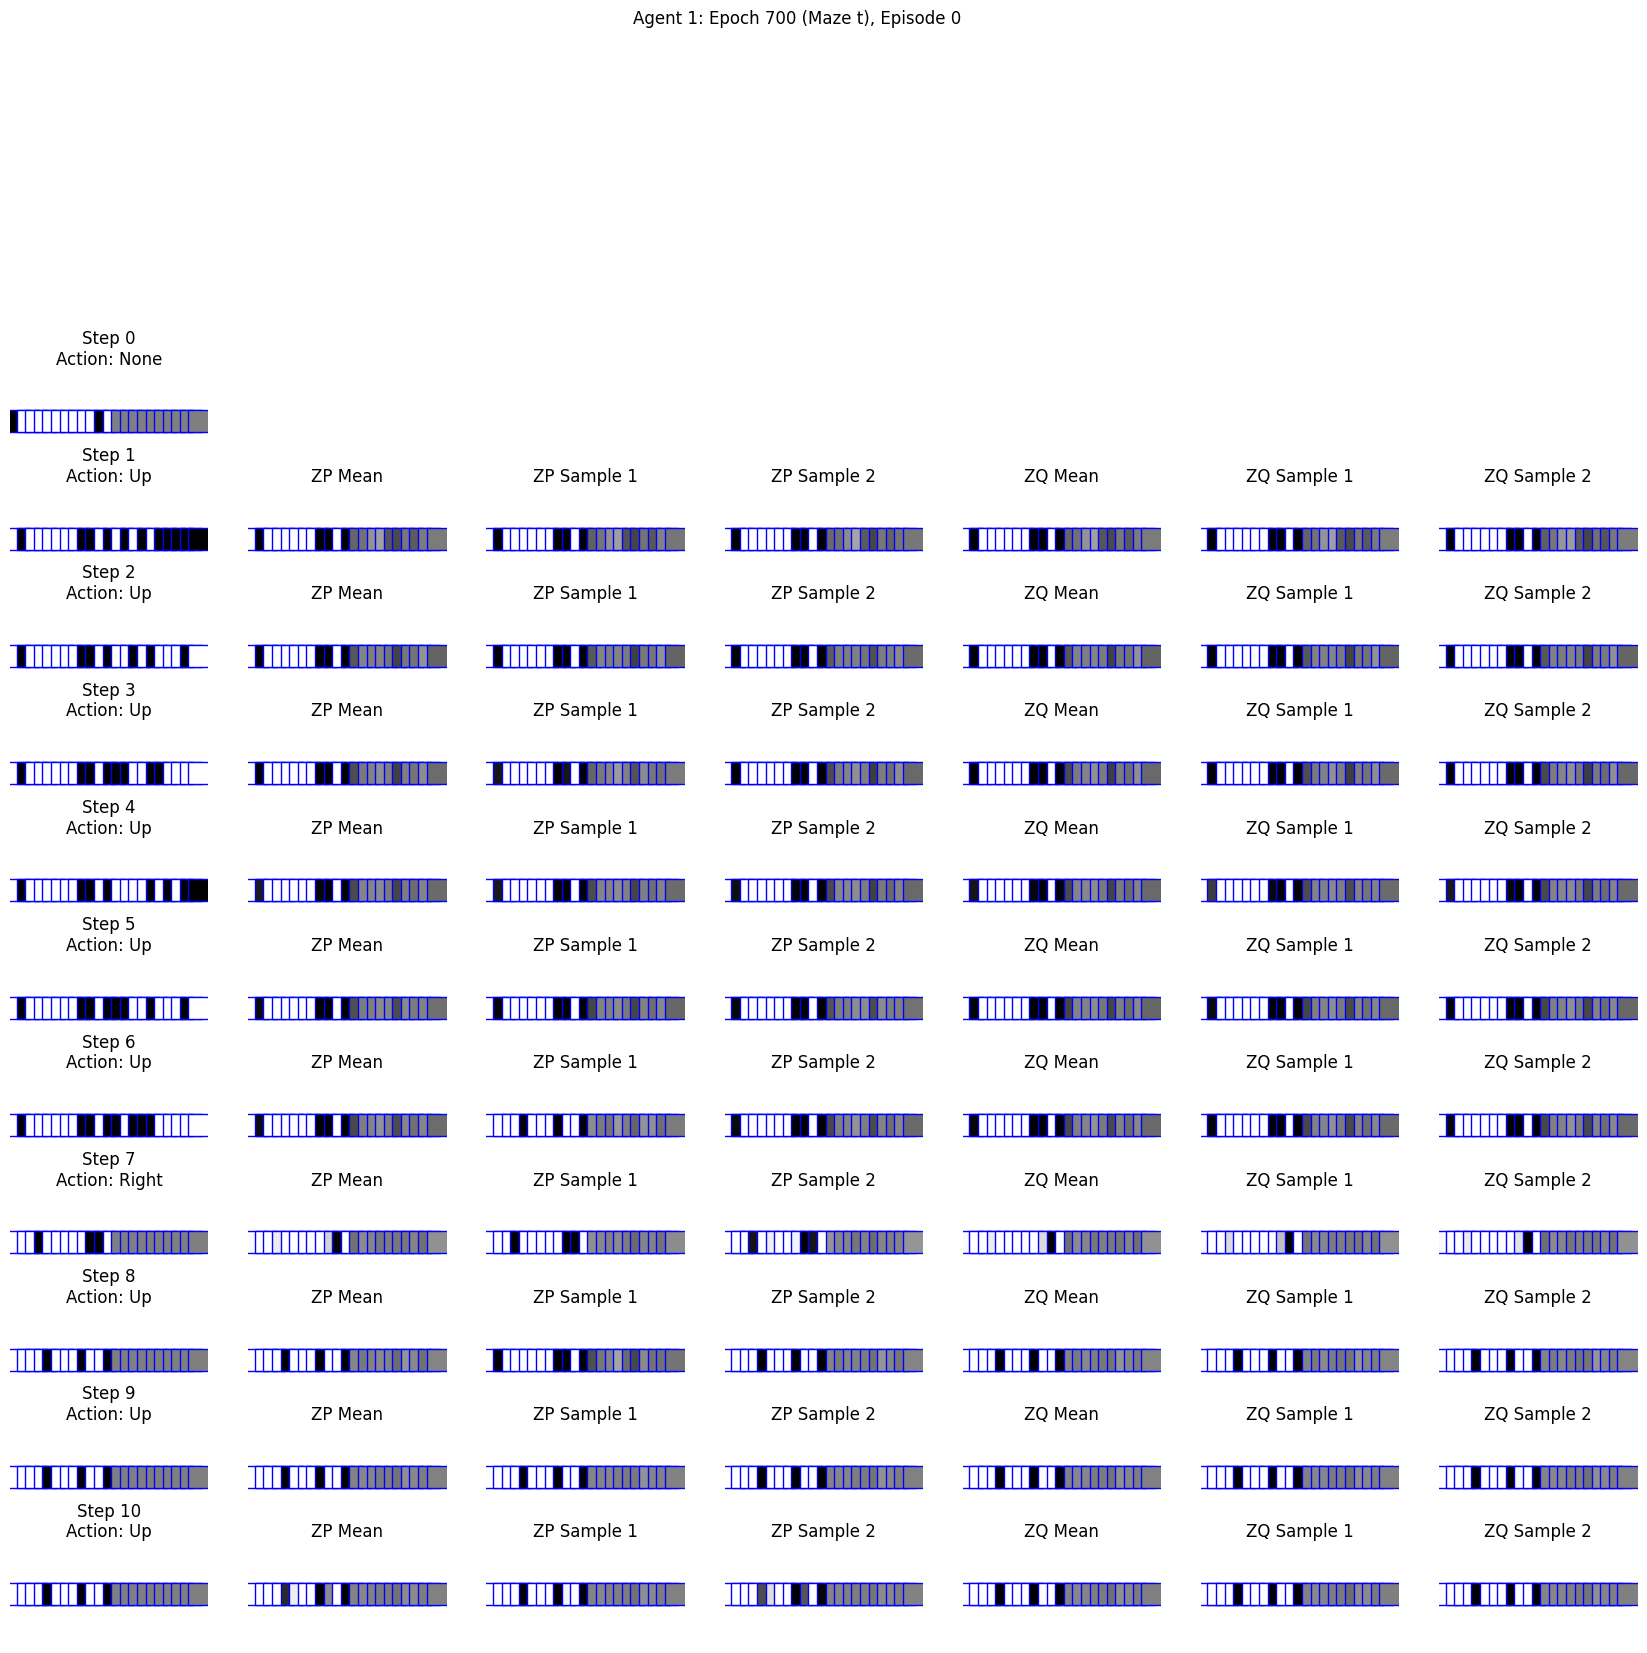 Agent 1: Epoch 700 (Maze t), Episode 0
Step 0
Action: None
Step 1
Action: Up
ZP Mean
ZP Sample 1
ZP Sample 2
ZQ Mean
ZQ Sample 1
ZQ Sample 2
Step 2
Action: Up
ZP Mean
ZP Sample 1
ZP Sample 2
ZQ Mean
ZQ Sample 1
ZQ Sample 2
Step 3
Action: Up
ZP Mean
ZP Sample 1
ZP Sample 2
ZQ Mean
ZQ Sample 1
ZQ Sample 2
Step 4
Action: Up
ZP Mean
ZP Sample 1
ZP Sample 2
ZQ Mean
ZQ Sample 1
ZQ Sample 2
Step 5
Action: Up
ZP Mean
ZP Sample 1
ZP Sample 2
ZQ Mean
ZQ Sample 1
ZQ Sample 2
Step 6
Action: Up
ZP Mean
ZP Sample 1
ZP Sample 2
ZQ Mean
ZQ Sample 1
ZQ Sample 2
Step 7
Action: Right
ZP Mean
ZP Sample 1
ZP Sample 2
ZQ Mean
ZQ Sample 1
ZQ Sample 2
Step 8
Action: Up
ZP Mean
ZP Sample 1
ZP Sample 2
ZQ Mean
ZQ Sample 1
ZQ Sample 2
Step 9
Action: Up
ZP Mean
ZP Sample 1
ZP Sample 2
ZQ Mean
ZQ Sample 1
ZQ Sample 2
Step 10
Action: Up
ZP Mean
ZP Sample 1
ZP Sample 2
ZQ Mean
ZQ Sample 1
ZQ Sample 2